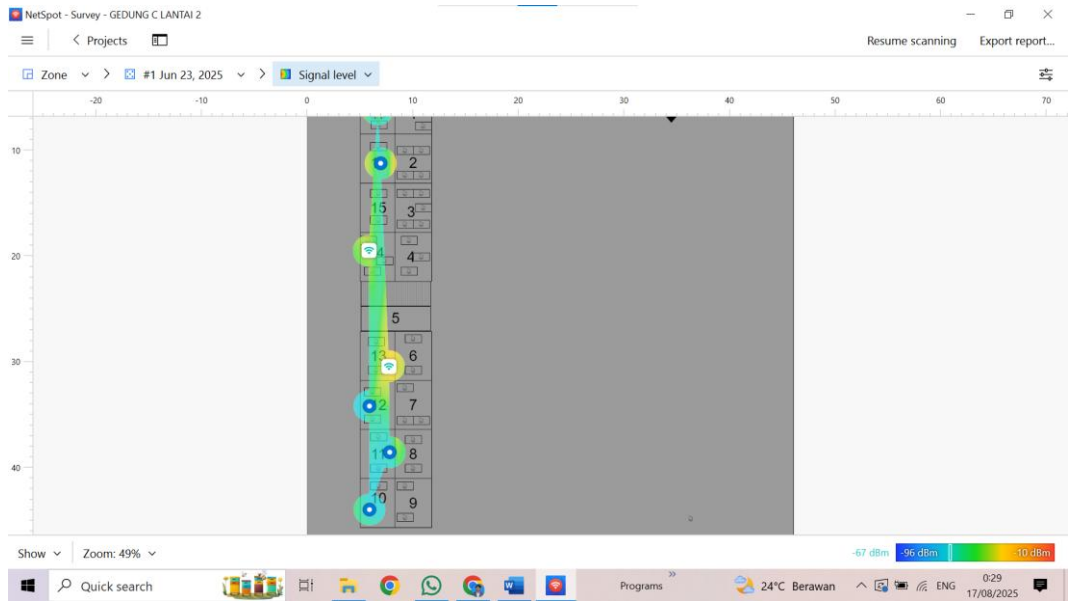 NetSpot - Survey - GEDUNG C LANTAI 2
Projects
Resume scanning
Export report...
Zone
#1 Jun 23, 2025
Signal level
-20 -10 0 10 20 30 40 50 60 70
10
2
15 3
20
4 4
5
30
13 6
12 7
11 8
40
10 9
Show
Zoom: 49%
-67 dBm
-96 dBm
-10 dBm
Quick search
Programs
24°C Berawan
ENG
0:29
17/08/2025